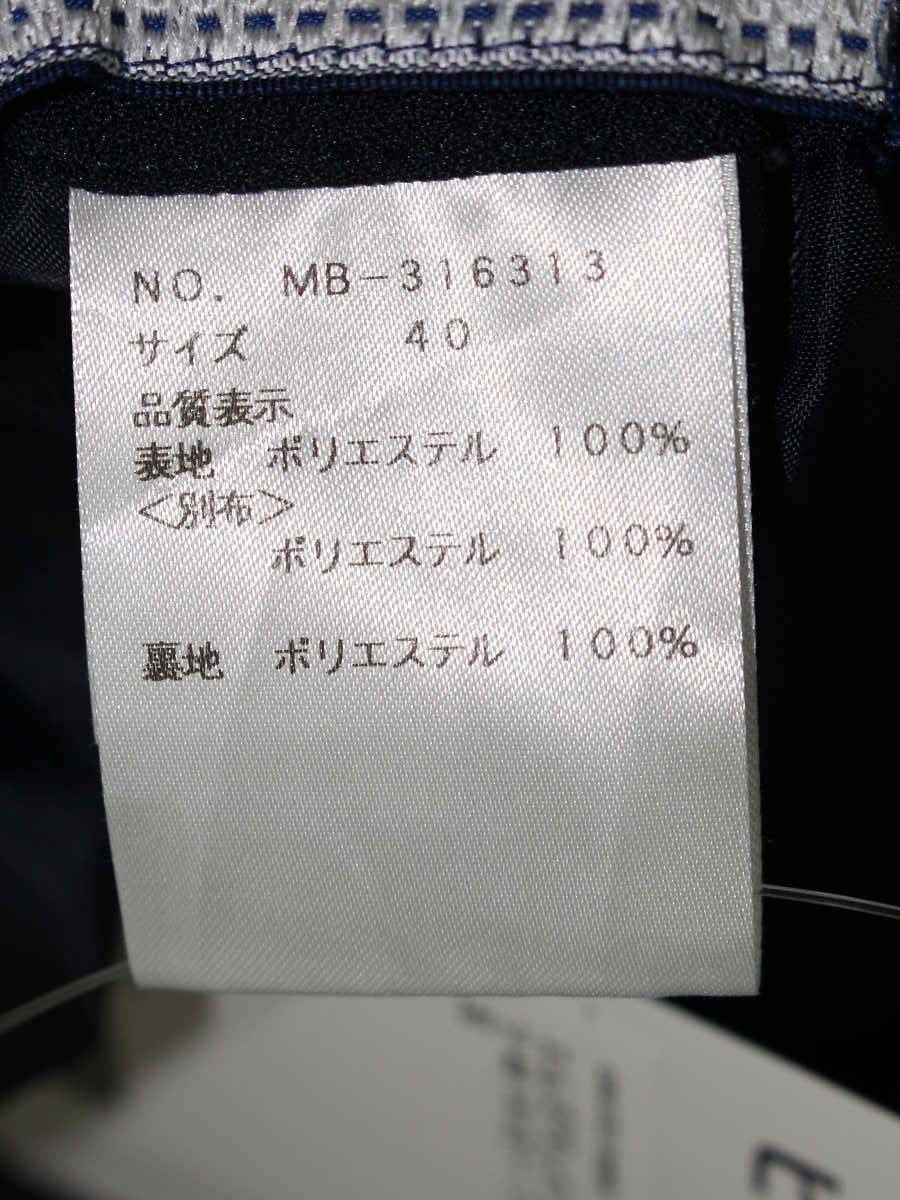 NO. MB-316313
サイズ 40
品質表示
表地 ポリエステル 100%
<別布>
ポリエステル 100%
裏地 ポリエステル 100%